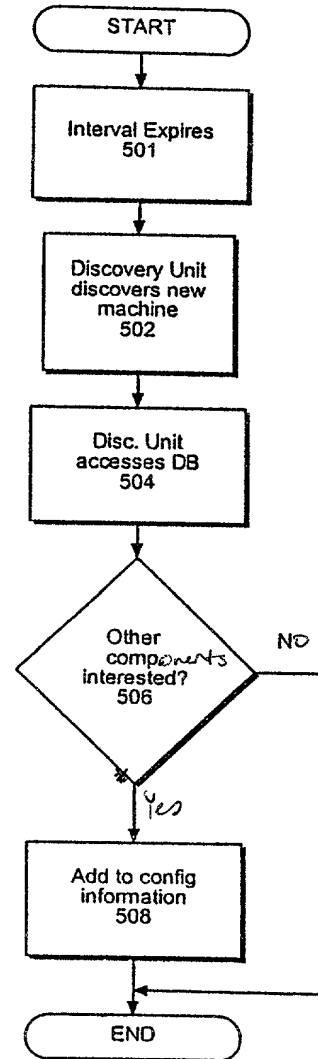 START
Interval Expires
501
Discovery Unit
discovers new
machine
502
Disc. Unit
accesses DB
504
Other
components
interested?
506
NO
Yes
Add to config
information
508
END